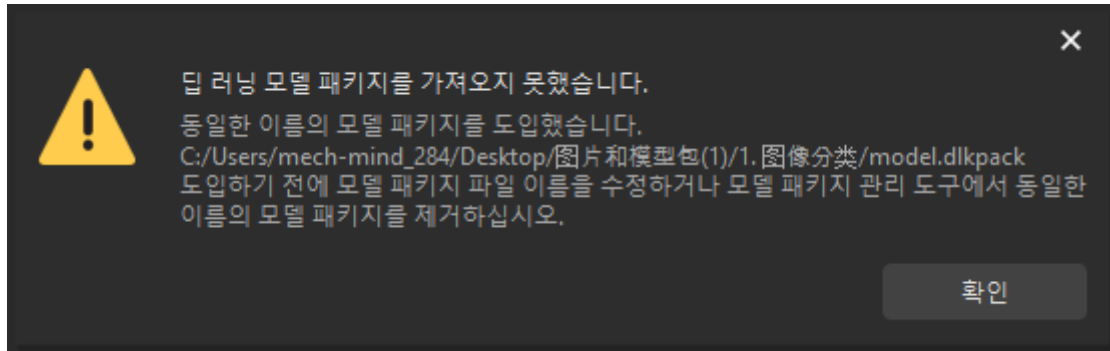 딥 러닝 모델 패키지를 가져오지 못했습니다.
동일한 이름의 모델 패키지를 도입했습니다.
C:/Users/mech-mind_284/Desktop/图片和模型包(1)/1. 图像分类/model.dlkpack
도입하기 전에 모델 패키지 파일 이름을 수정하거나 모델 패키지 관리 도구에서 동일한
이름의 모델 패키지를 제거하십시오.
확인